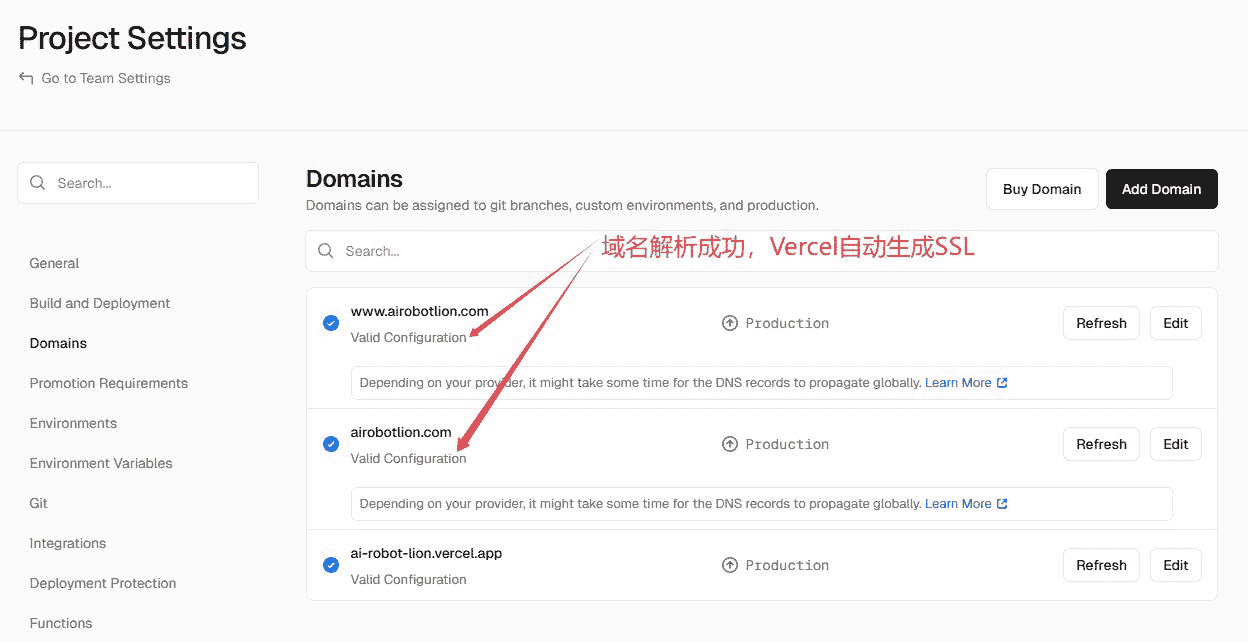 Project Settings
Go to Team Settings
Search...
General
Build and Deployment
Domains
Promotion Requirements
Environments
Environment Variables
Git
Integrations
Deployment Protection
Functions
Domains
Domains can be assigned to git branches, custom environments, and production.
Buy Domain
Add Domain
Search...
域名解析成功，Vercel自动生成SSL
www.airobotlion.com
Valid Configuration
Production
Refresh
Edit
Depending on your provider, it might take some time for the DNS records to propagate globally. Learn More
airobotlion.com
Valid Configuration
Production
Refresh
Edit
Depending on your provider, it might take some time for the DNS records to propagate globally. Learn More
ai-robot-lion.vercel.app
Valid Configuration
Production
Refresh
Edit